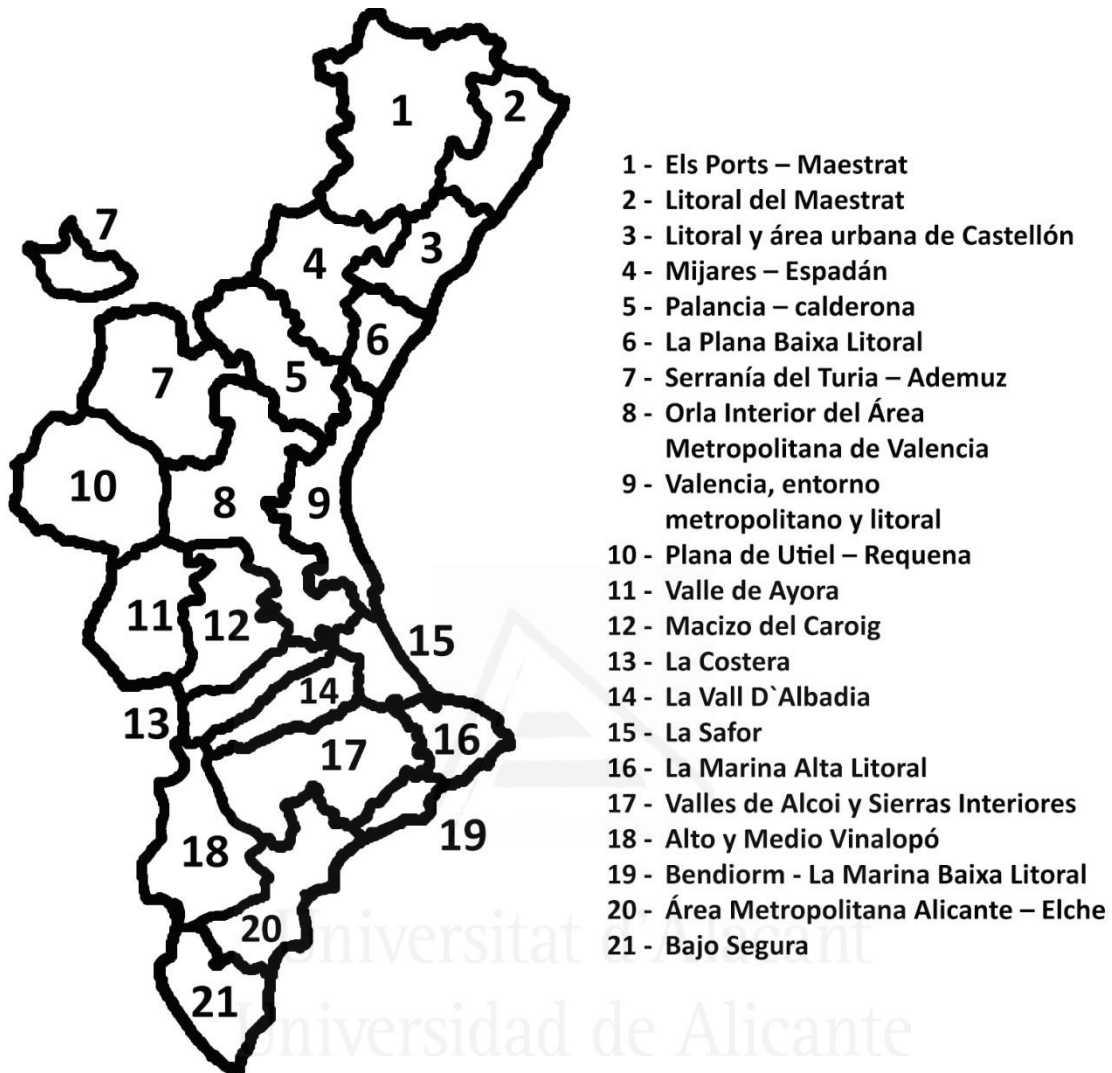 1
2
7
3
4
6
5
7
10
8
9
11
12
15
14
13
16
17
19
18
20
21
1 - Els Ports – Maestrat
2 - Litoral del Maestrat
3 - Litoral y área urbana de Castellón
4 - Mijares – Espadán
5 - Palancia – calderona
6 - La Plana Baixa Litoral
7 - Serranía del Turia – Ademuz
8 - Orla Interior del Área
Metropolitana de Valencia
9 - Valencia, entorno
metropolitano y litoral
10 - Plana de Utiel – Requena
11 - Valle de Ayora
12 - Macizo del Caroig
13 - La Costera
14 - La Vall D`Albadia
15 - La Safor
16 - La Marina Alta Litoral
17 - Valles de Alcoi y Sierras Interiores
18 - Alto y Medio Vinalopó
19 - Bendiorm - La Marina Baixa Litoral
20 - Área Metropolitana Alicante – Elche
21 - Bajo Segura
Universitat d'Alacant
Universidad de Alicante